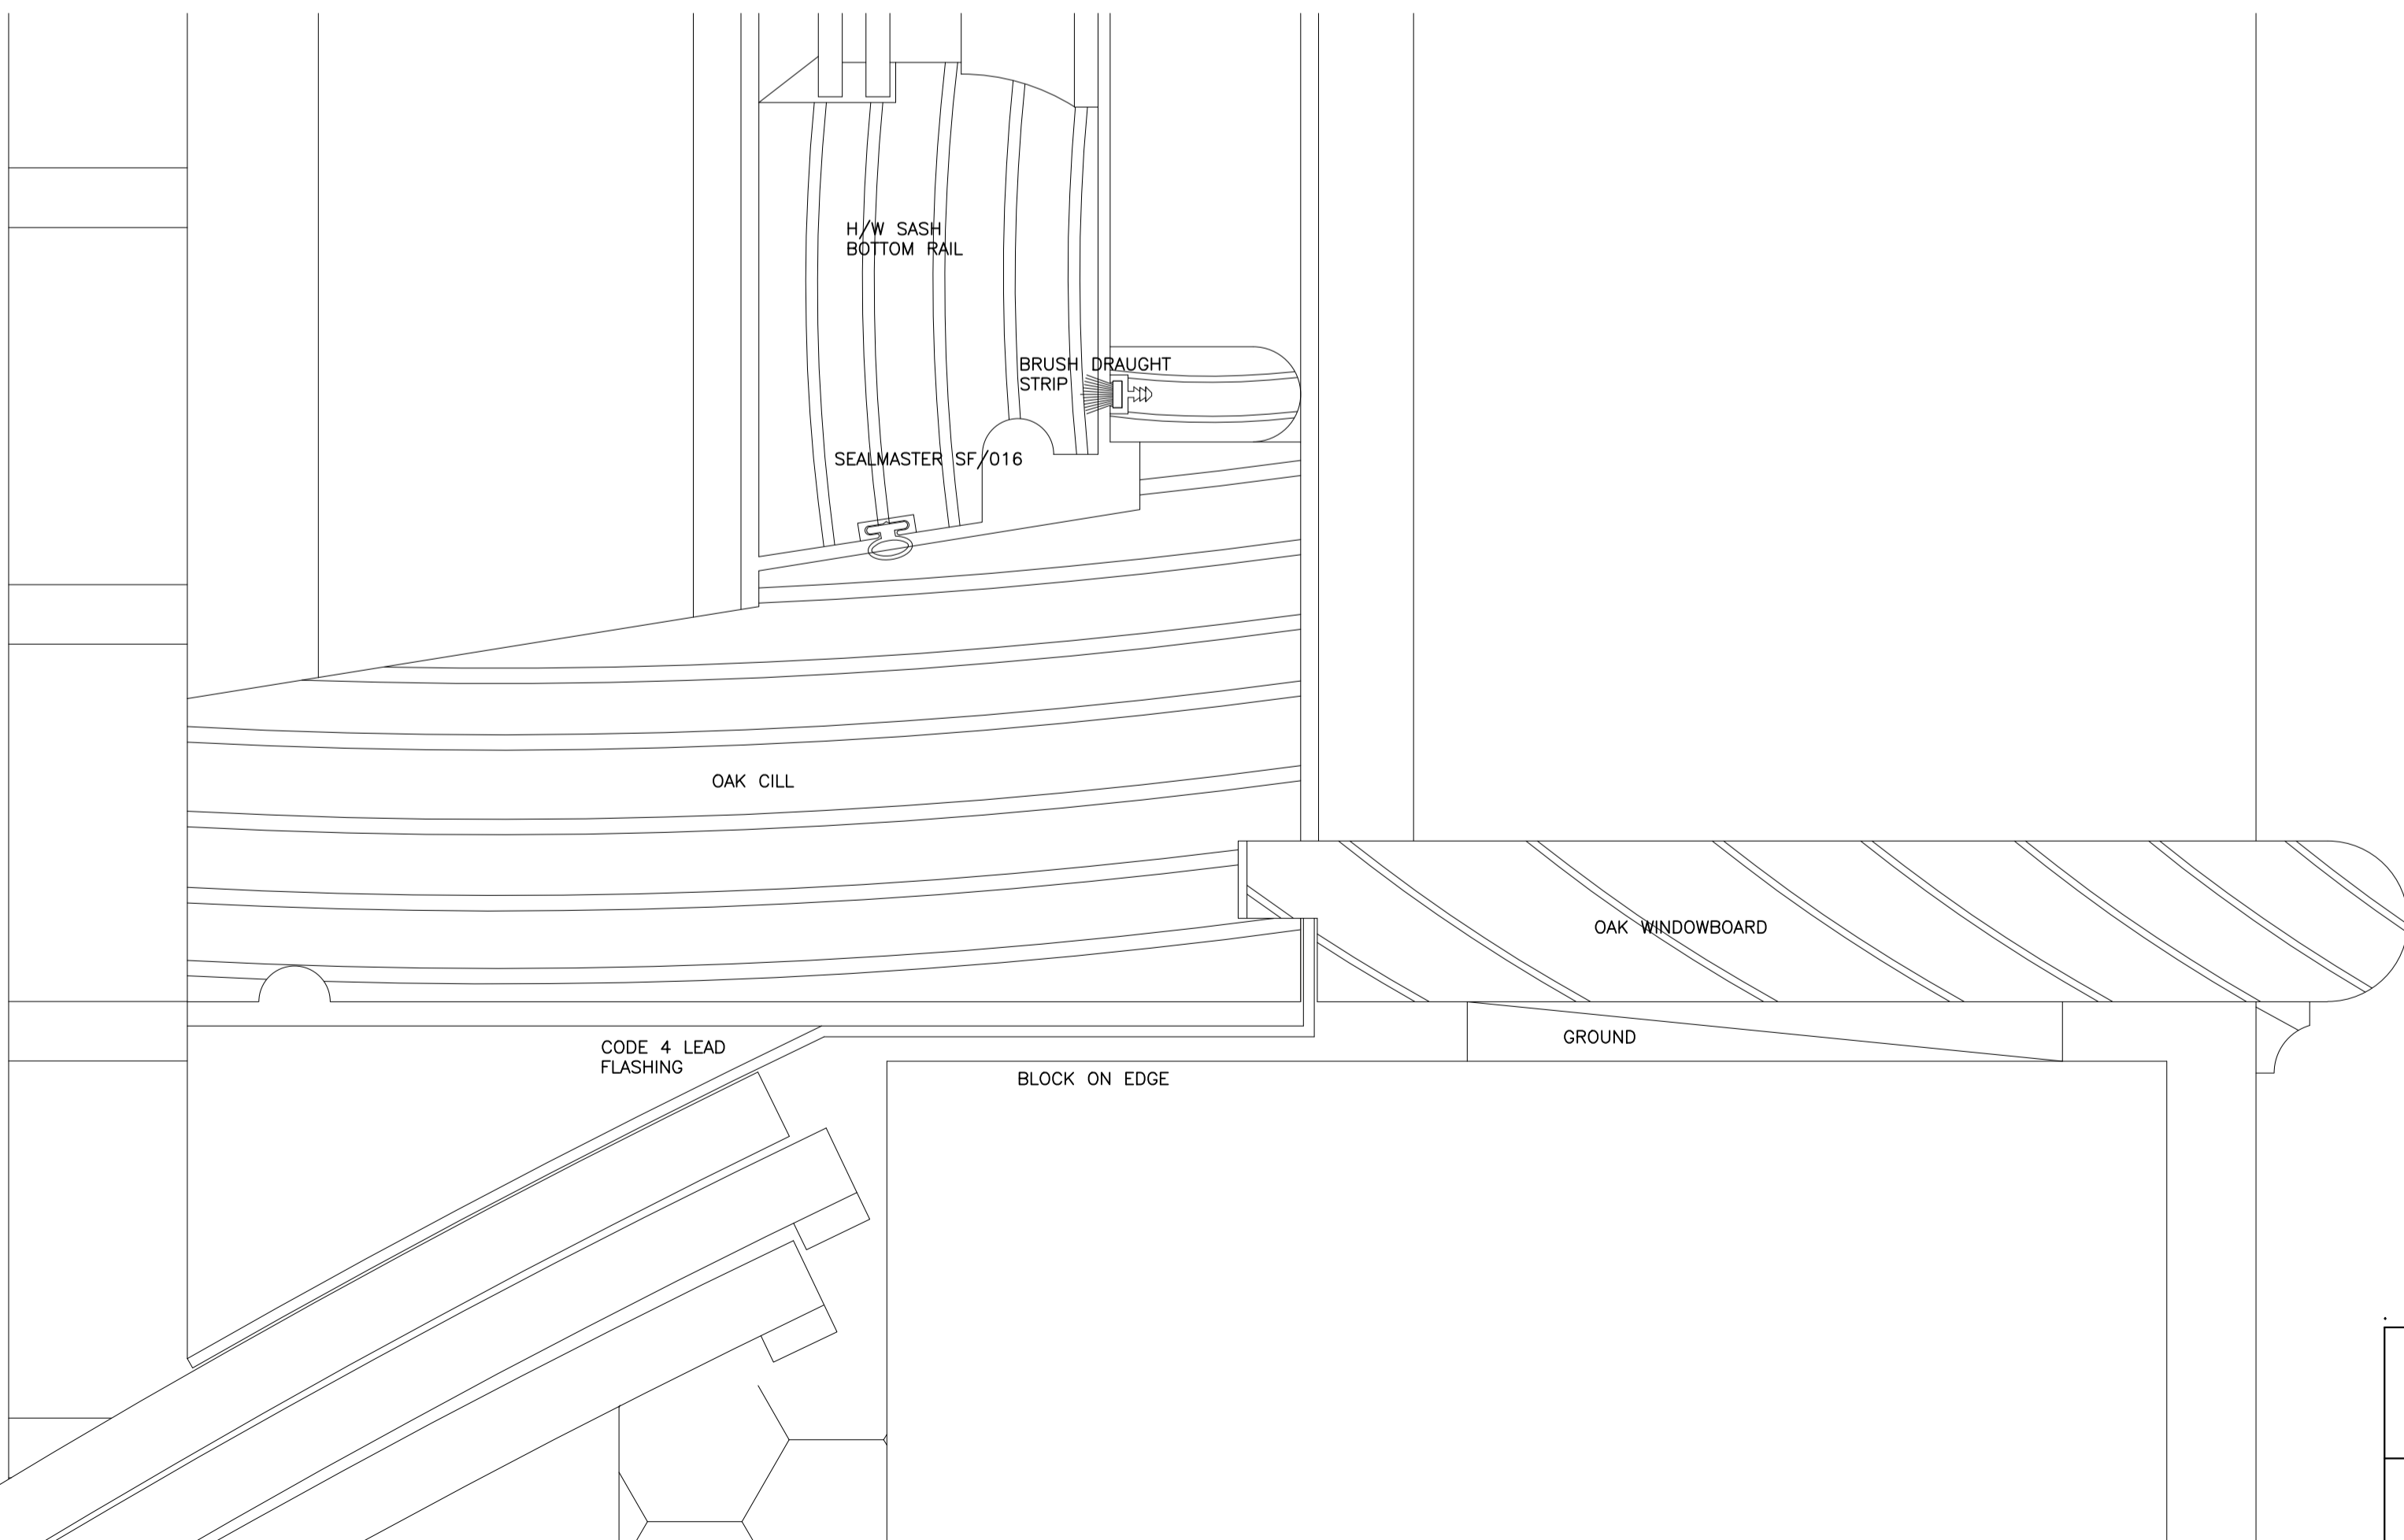 H/W SASH
BOTTOM RAIL
BRUSH DRAUGHT
STRIP
SEALMASTER SF/016
OAK CILL
OAK WINDOWBOARD
CODE 4 LEAD
FLASHING
GROUND
BLOCK ON EDGE